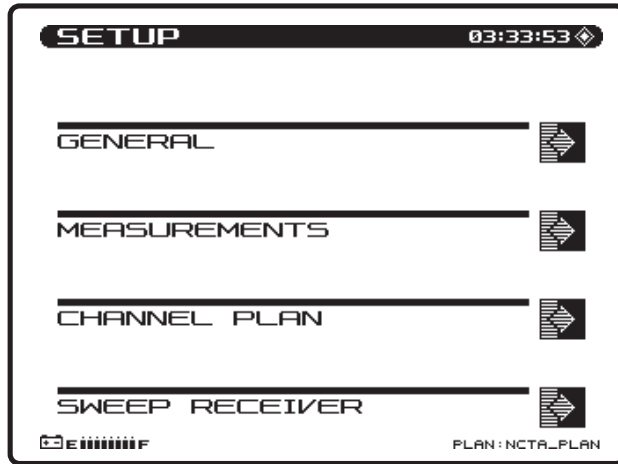 SETUP 03:33:53
GENERAL
MEASUREMENTS
CHANNEL PLAN
SWEEP RECEIVER
E F PLAN:NCTA_PLAN